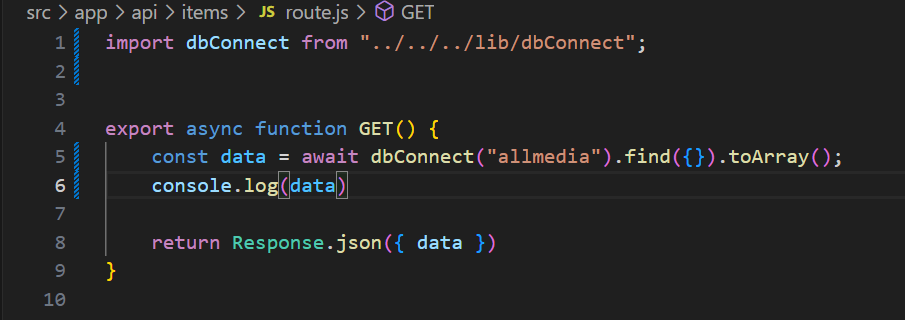 src > app > api > items > JS route.js > GET
1 import dbConnect from "../../../lib/dbConnect";
2
3
4 export async function GET() {
5     const data = await dbConnect("allmedia").find({}).toArray();
6     console.log(data)
7
8     return Response.json({ data })
9 }
10